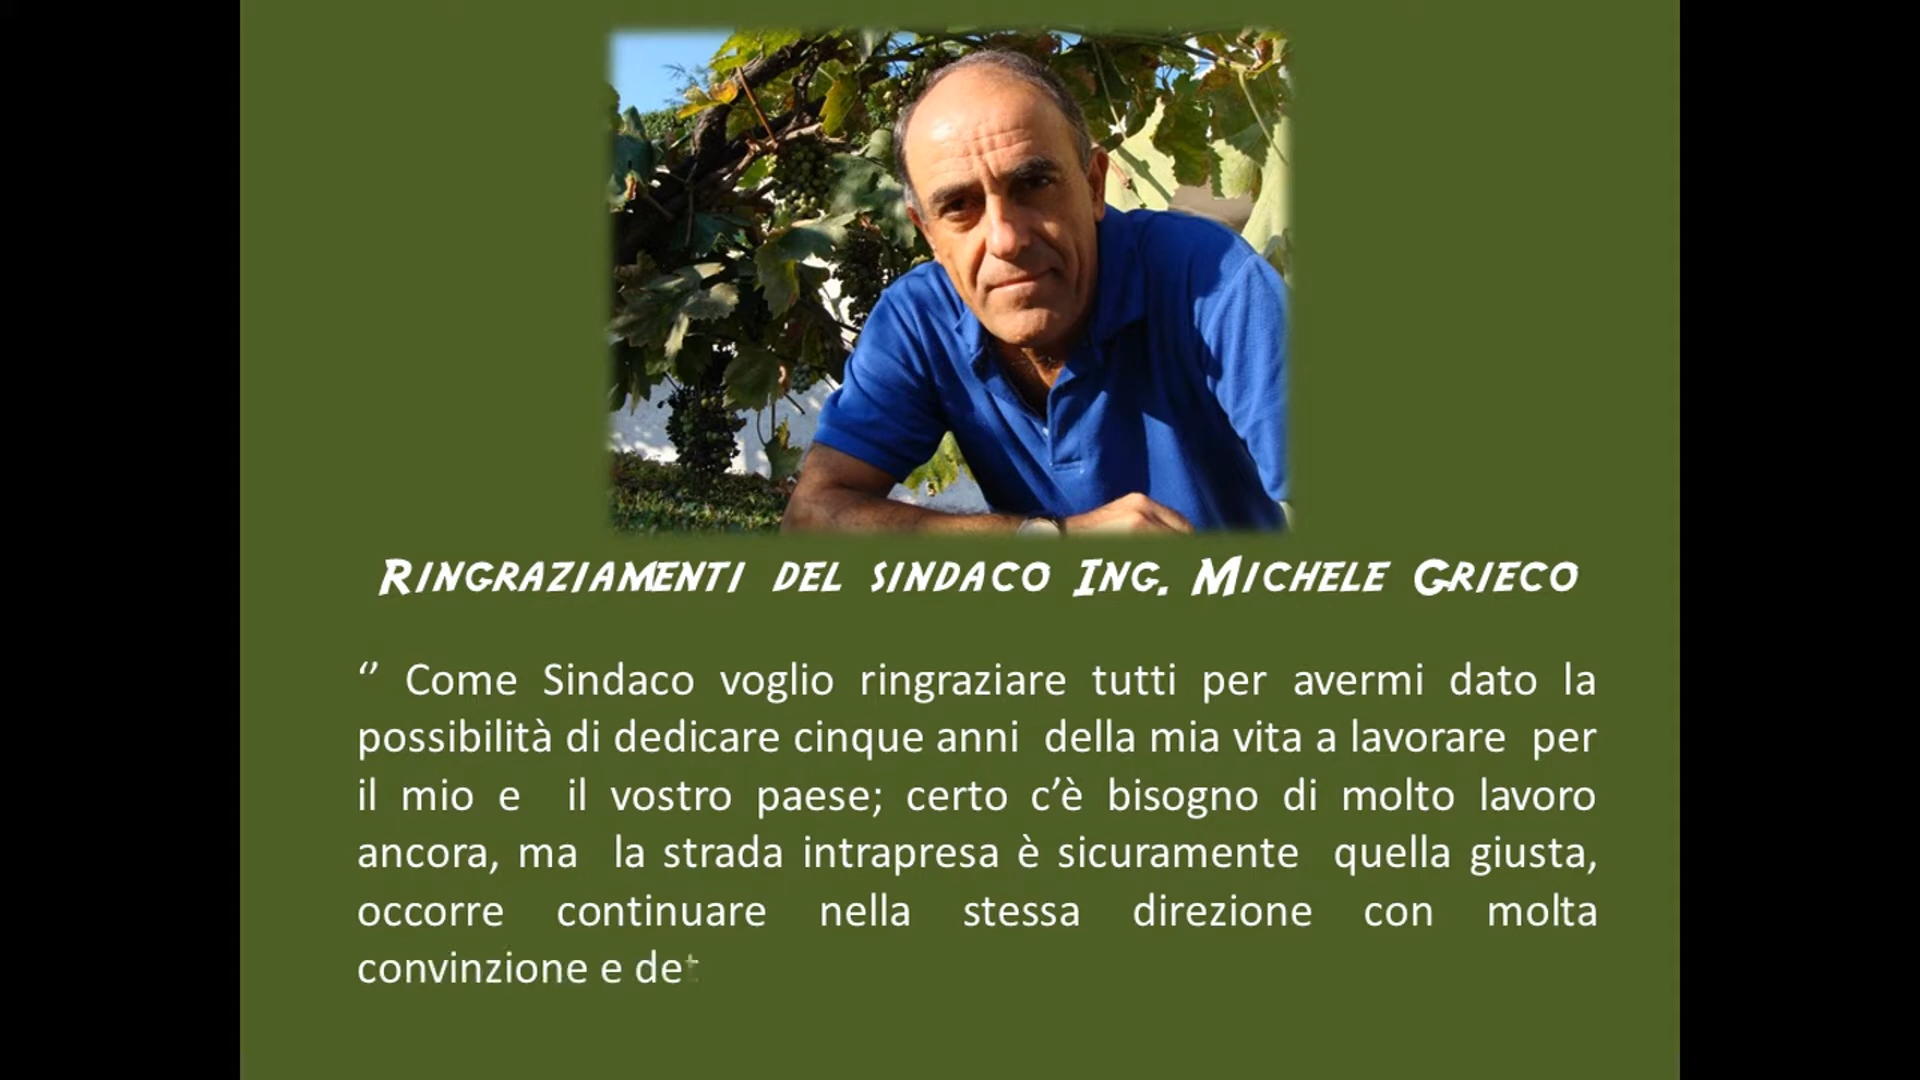 Ringraziamenti del sindaco Ing. Michele Grieco
‘’ Come Sindaco voglio ringraziare tutti per avermi dato la
possibilità di dedicare cinque anni della mia vita a lavorare per
il mio e il vostro paese; certo c’è bisogno di molto lavoro
ancora, ma la strada intrapresa è sicuramente quella giusta,
occorre continuare nella stessa direzione con molta
convinzione e det